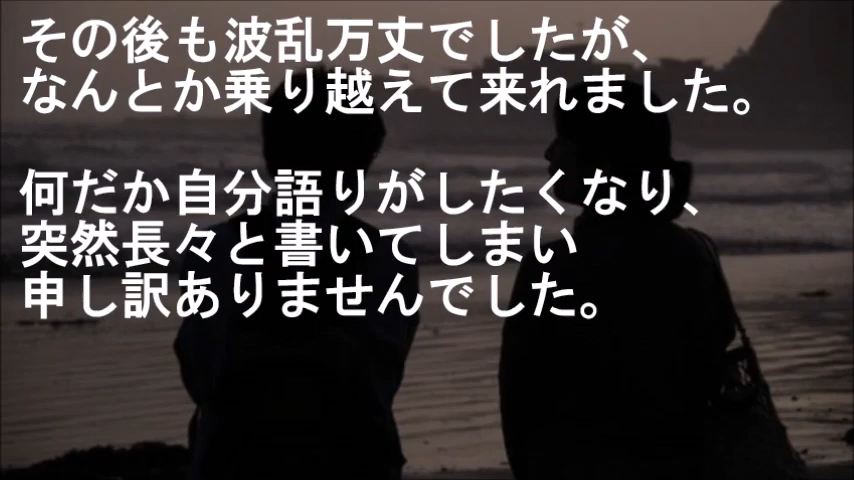 その後も波乱万丈でしたが、
なんとか乗り越えて来れました。
何だか自分語りがしたくなり、
突然長々と書いてしまい
申し訳ありませんでした。